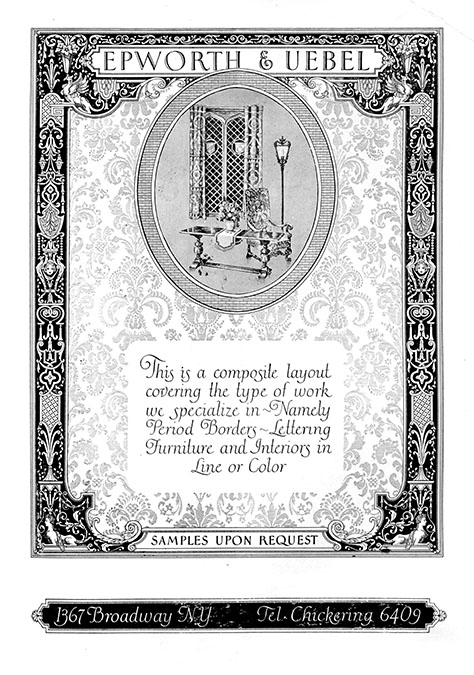 EPWORTH & UEBEL
This is a composite layout
covering the type of work
we specialize in ~ Namely
Period Borders ~ Lettering
Furniture and Interiors in
Line or Color
SAMPLES UPON REQUEST
1367 Broadway N.Y. Tel. Chickering 6409